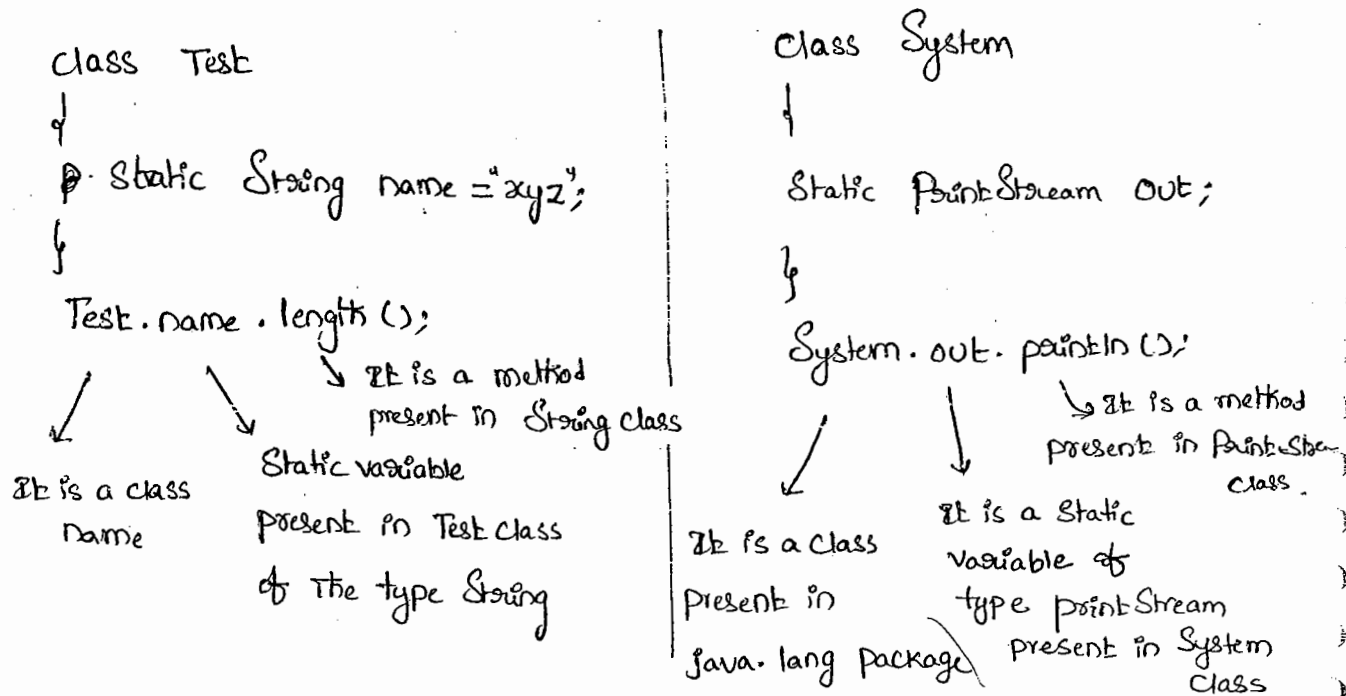 class Test
{
static String name = "xyz";
}
Test.name.length();
It is a method
present in String class
It is a class
name
Static variable
present in Test class
of the type String
class System
{
static PrintStream out;
}
System.out.println();
It is a method
present in
class.
It is a class
present in
java.lang package
It is a static
variable of
type printStream
present in System
class